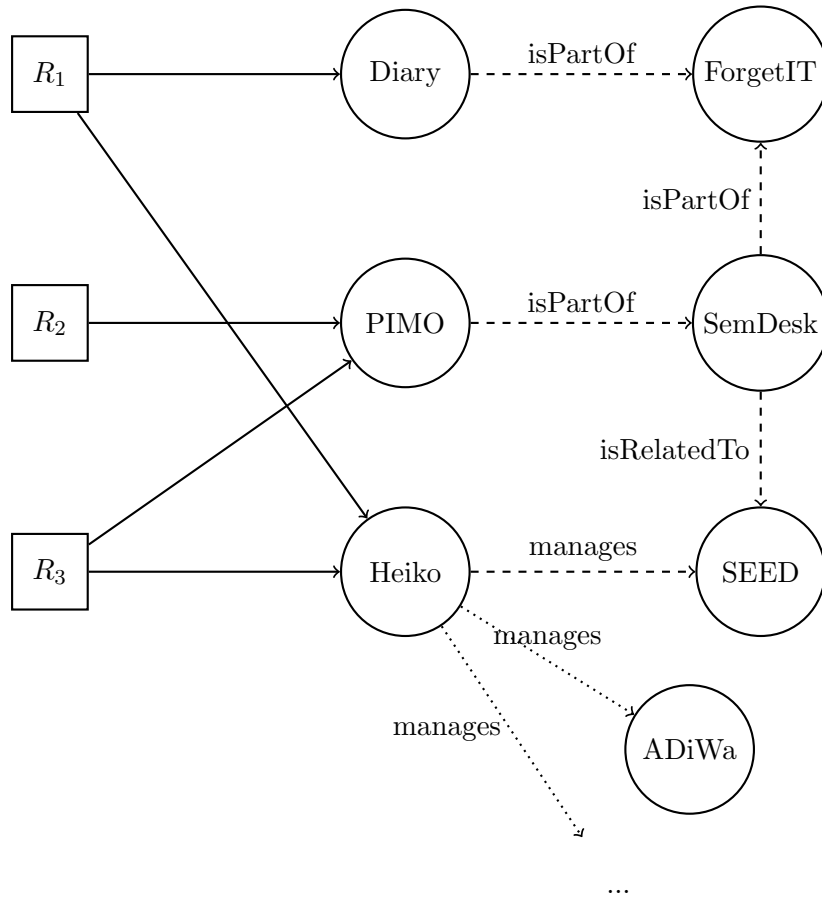 R₁
Diary
isPartOf
ForgetIT
isPartOf
R₂
PIMO
isPartOf
SemDesk
isRelatedTo
R₃
Heiko
manages
SEED
manages
manages
ADiWa
...